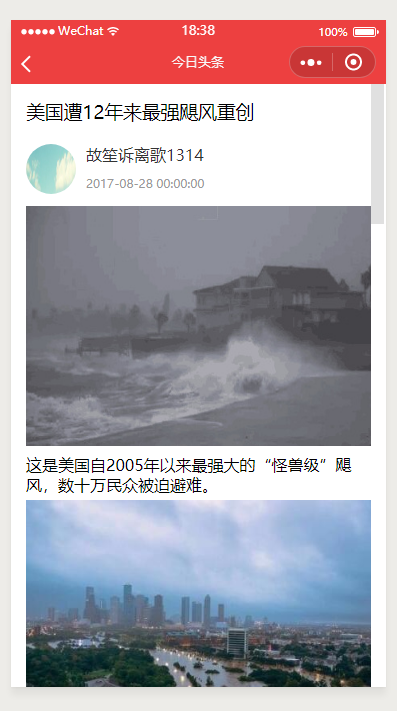 WeChat
18:38
100%
今日头条
美国遭12年来最强飓风重创
故笙诉离歌1314
2017-08-28 00:00:00
这是美国自2005年以来最强大的“怪兽级”飓
风，数十万民众被迫避难。